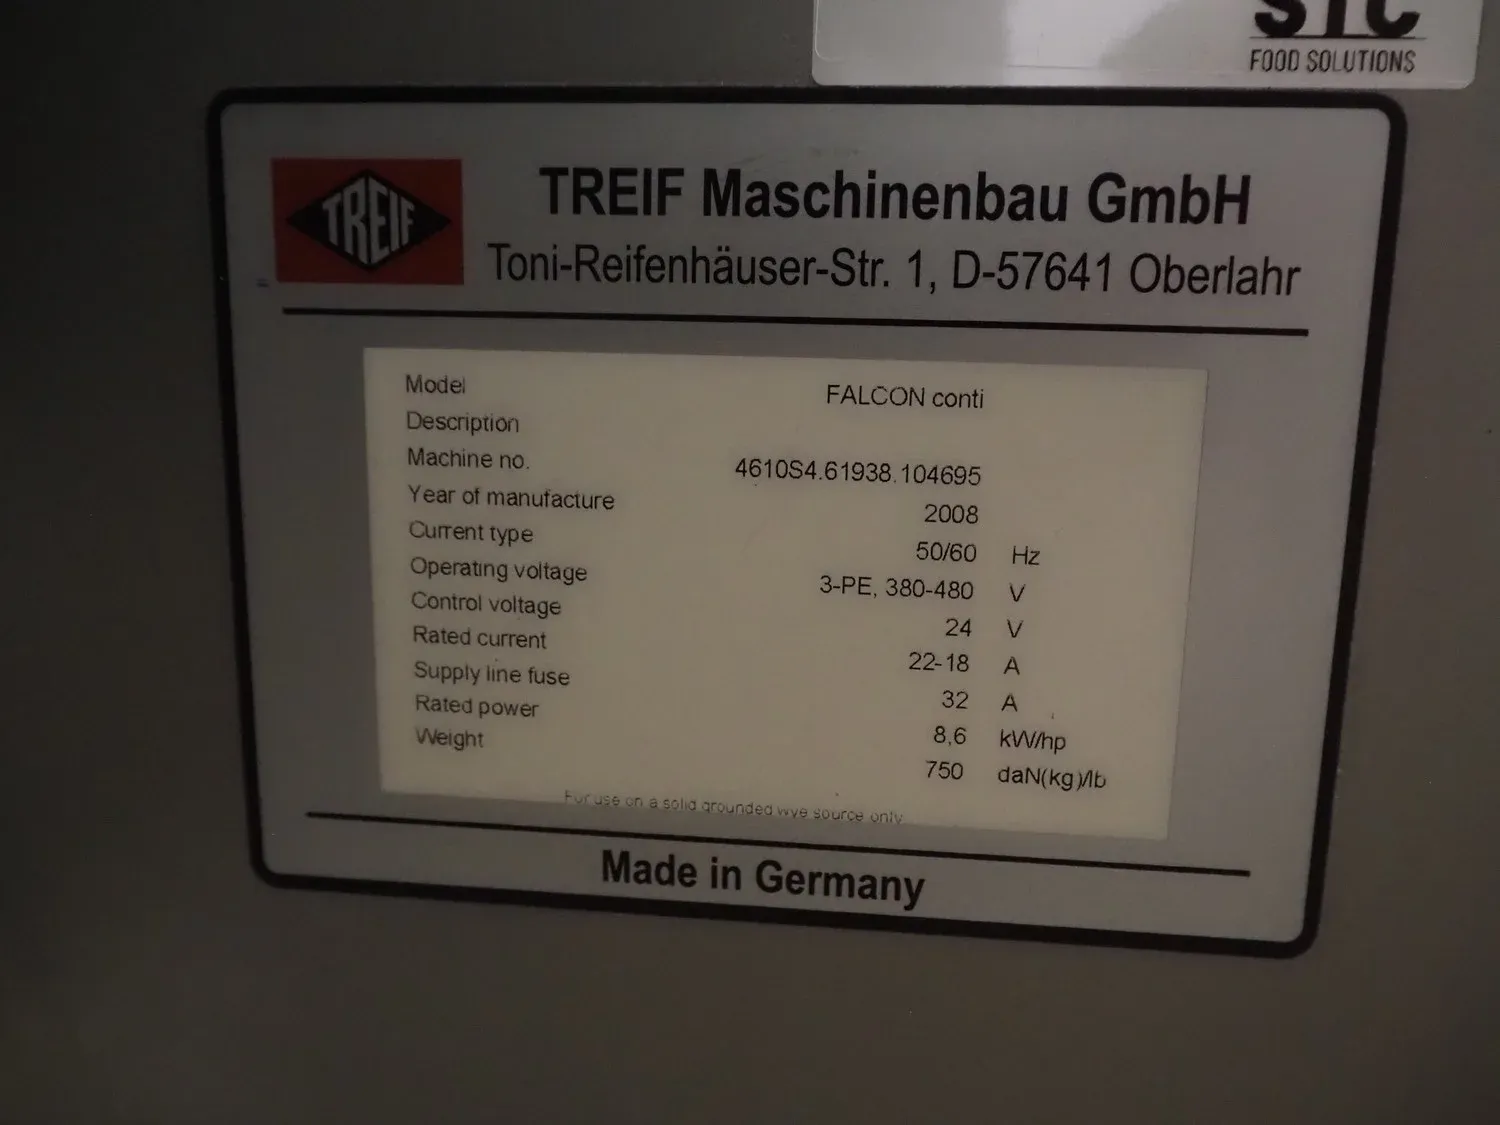 STC
FOOD SOLUTIONS
TREIF
TREIF Maschinenbau GmbH
Toni-Reifenhäuser-Str. 1, D-57641 Oberlahr
Model FALCON conti
Description
Machine no. 4610S4.61938.104695
Year of manufacture 2008
Current type 50/60 Hz
Operating voltage 3-PE, 380-480 V
Control voltage 24 V
Rated current 22-18 A
Supply line fuse 32 A
Rated power 8,6 kW/hp
Weight 750 daN(kg)/lb
For use on a solid grounded wye source only
Made in Germany